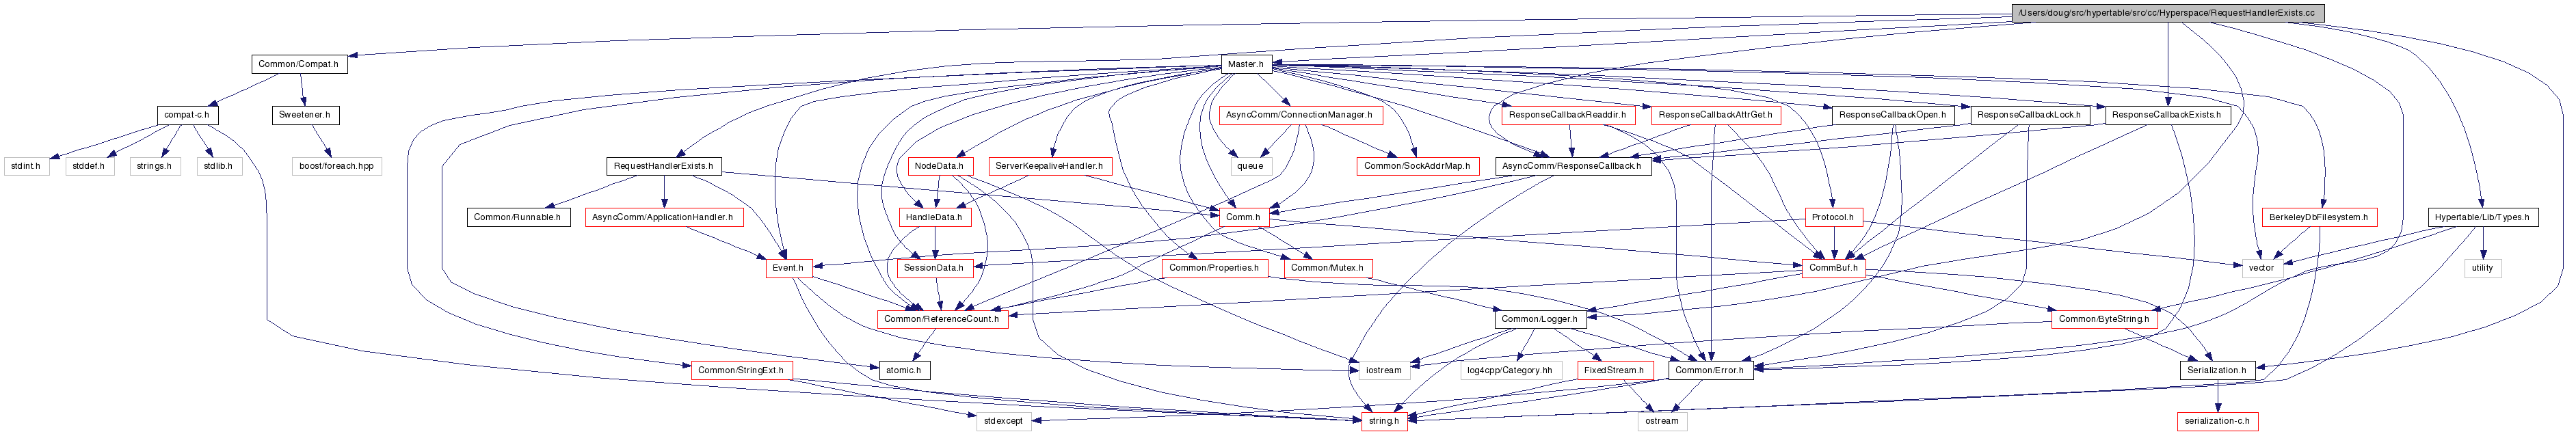 /Users/doug/src/hypertable/src/cc/Hyperspace/RequestHandlerExists.cc
Common/Compat.h
Master.h
compat-c.h
Sweetener.h
AsyncComm/ConnectionManager.h
ResponseCallbackReaddir.h
ResponseCallbackAttrGet.h
ResponseCallbackOpen.h
ResponseCallbackLock.h
ResponseCallbackExists.h
stdint.h
stddef.h
strings.h
stdlib.h
boost/foreach.hpp
RequestHandlerExists.h
NodeData.h
ServerKeepaliveHandler.h
queue
Common/SockAddrMap.h
AsyncComm/ResponseCallback.h
Common/Runnable.h
AsyncComm/ApplicationHandler.h
HandleData.h
Comm.h
Protocol.h
BerkeleyDbFilesystem.h
Hypertable/Lib/Types.h
Event.h
SessionData.h
Common/Properties.h
Common/Mutex.h
CommBuf.h
vector
utility
Common/ReferenceCount.h
Common/Logger.h
Common/ByteString.h
Common/StringExt.h
atomic.h
iostream
log4cpp/Category.hh
FixedStream.h
Common/Error.h
Serialization.h
stdexcept
string.h
ostream
serialization-c.h